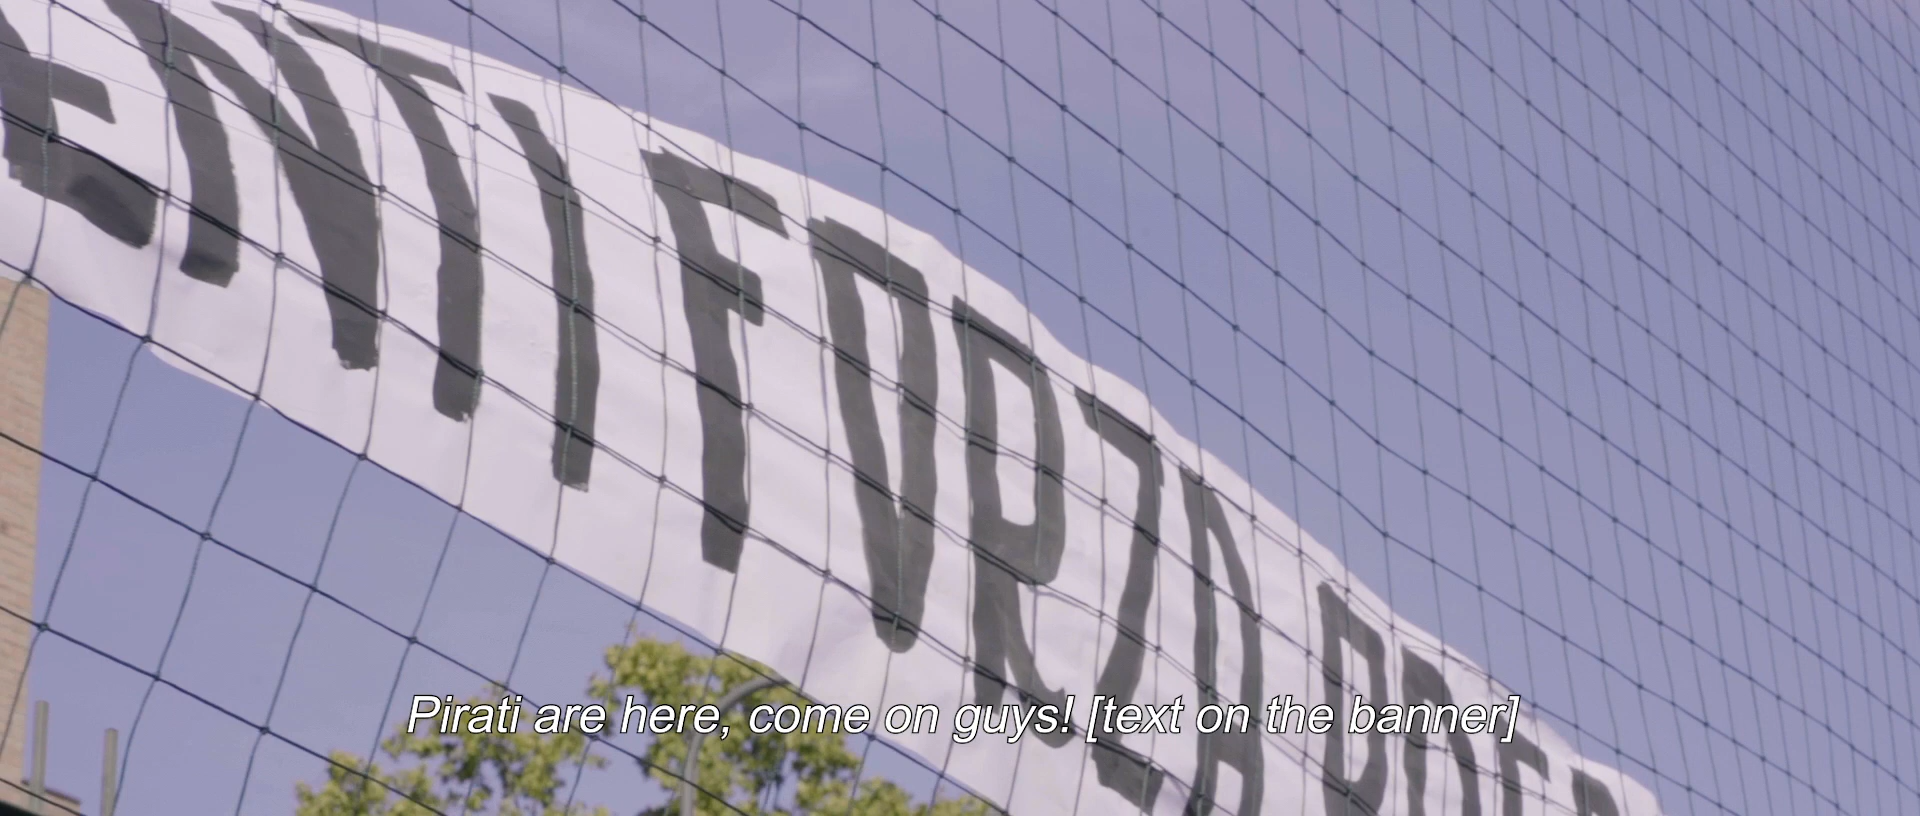 ENTI FORZA
Pirati are here, come on guys! [text on the banner]